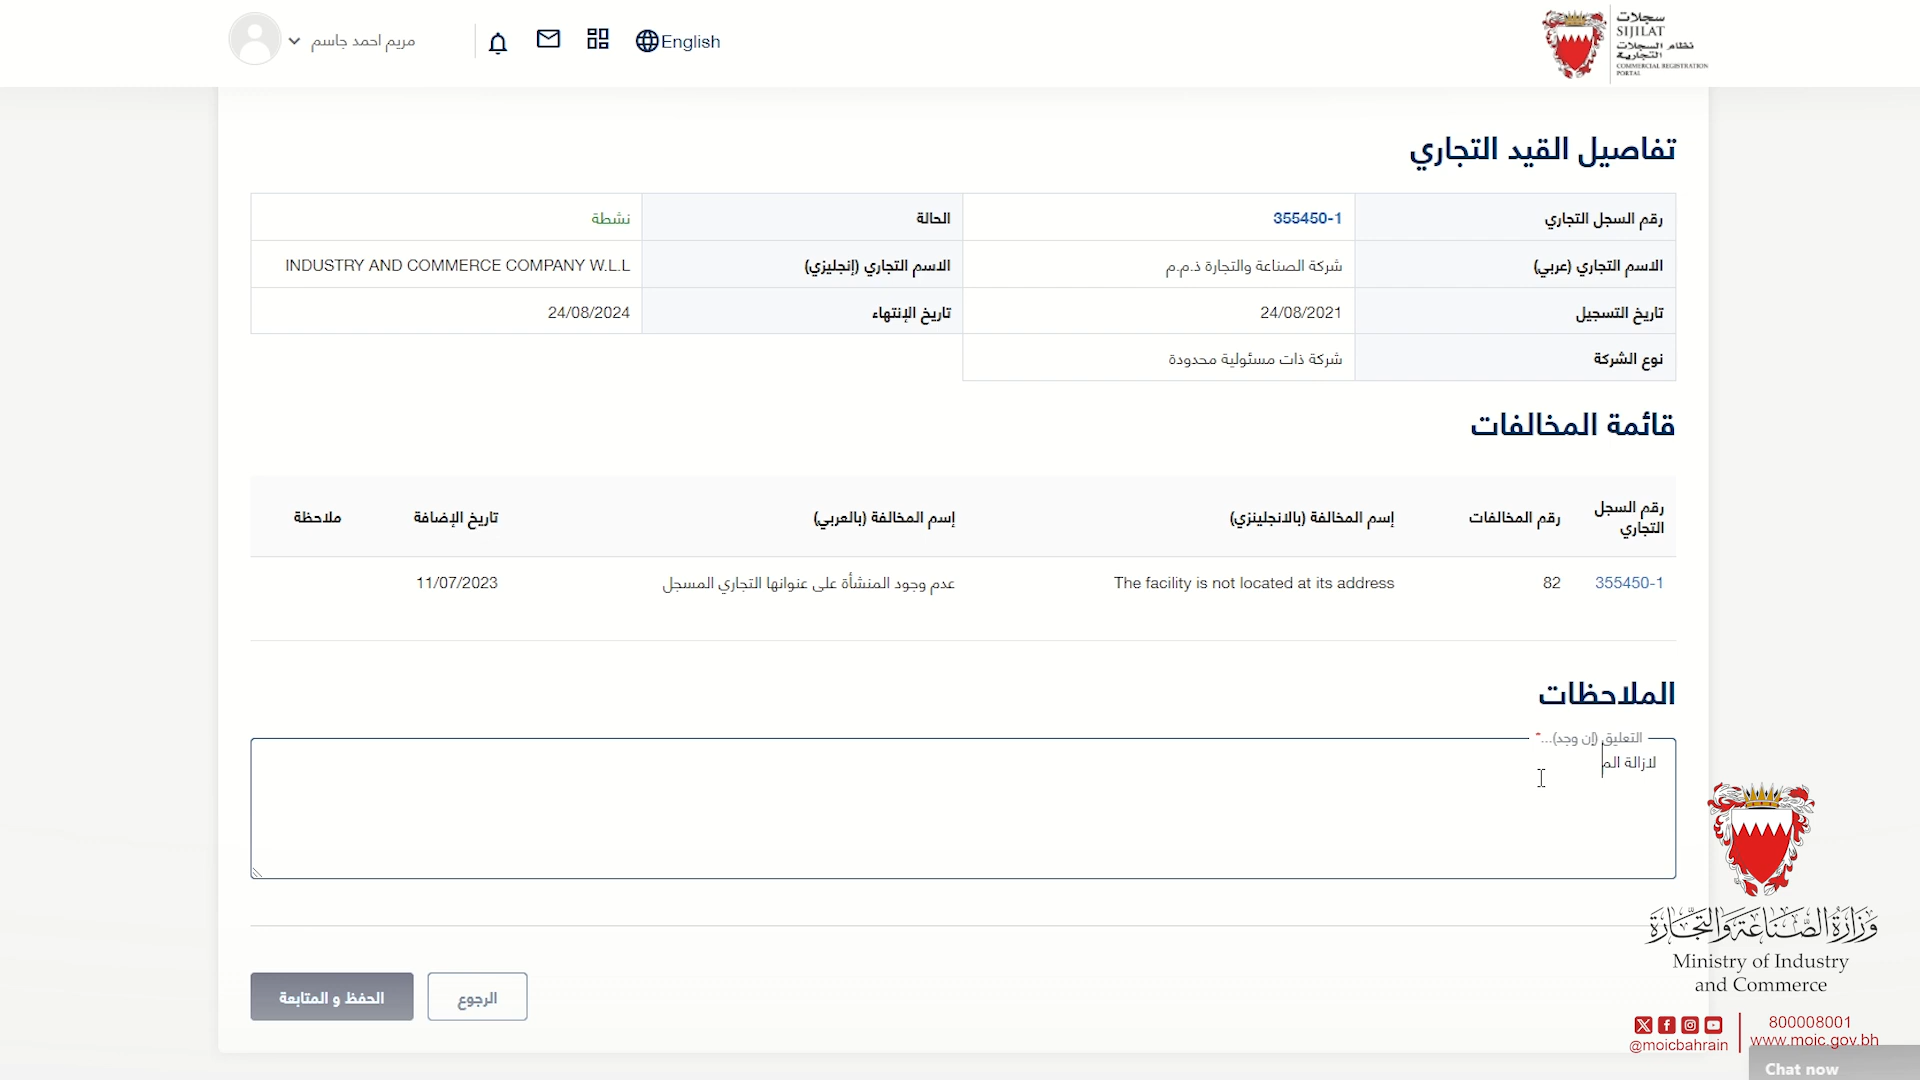 سجلات
SIJILAT
نظام السجلات
التجارية
COMMERCIAL REGISTRATION
PORTAL
English
مريم احمد جاسم
تفاصيل القيد التجاري
رقم السجل التجاري 355450-1 الحالة نشطة
الاسم التجاري (عربي) شركة الصناعة والتجارة ذ.م.م الاسم التجاري (إنجليزي) INDUSTRY AND COMMERCE COMPANY W.L.L
تاريخ التسجيل 24/08/2021 تاريخ الإنتهاء 24/08/2024
نوع الشركة شركة ذات مسئولية محدودة
قائمة المخالفات
رقم السجل التجاري رقم المخالفات إسم المخالفة (بالانجلينزي) إسم المخالفة (بالعربي) تاريخ الإضافة ملاحظة
355450-1 82 The facility is not located at its address عدم وجود المنشأة على عنوانها التجاري المسجل 11/07/2023
الملاحظات
التعليق (إن وجد)...*
لازالة الم
الرجوع
الحفظ و المتابعة
وزارة الصناعة والتجارة
Ministry of Industry
and Commerce
800008001
@moicbahrain
www.moic.gov.bh
Chat now